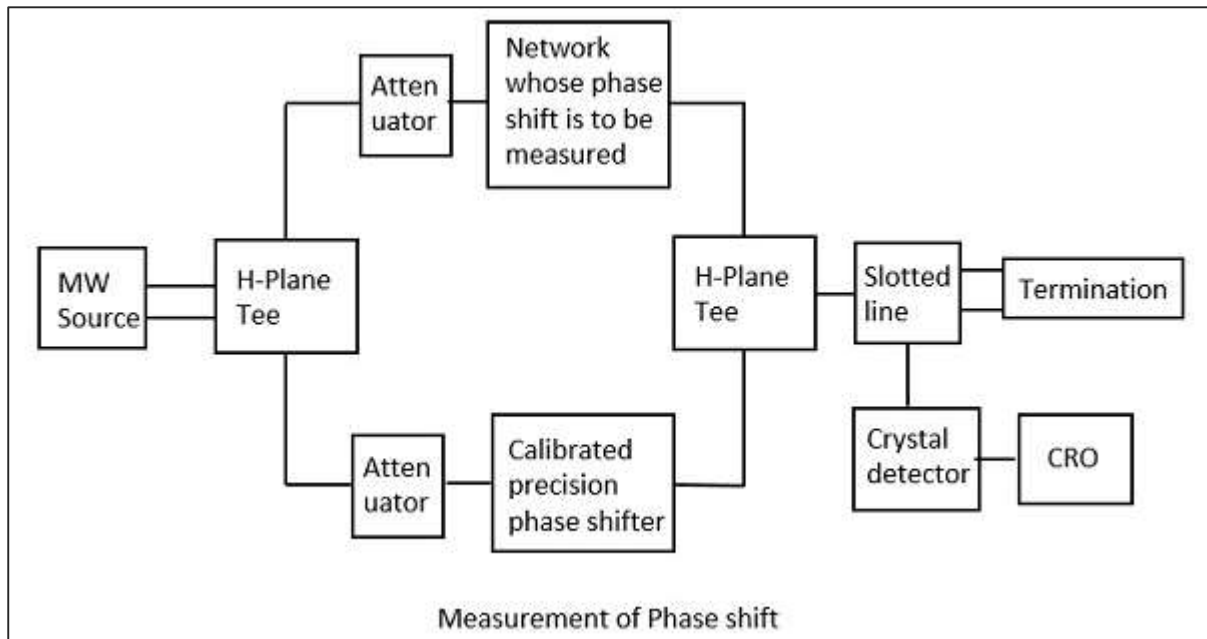 Atten
uator
Network
whose phase
shift is to be
measured
MW
Source
H-Plane
Tee
H-Plane
Tee
Slotted
line
Termination
Atten
uator
Calibrated
precision
phase shifter
Crystal
detector
CRO
Measurement of Phase shift